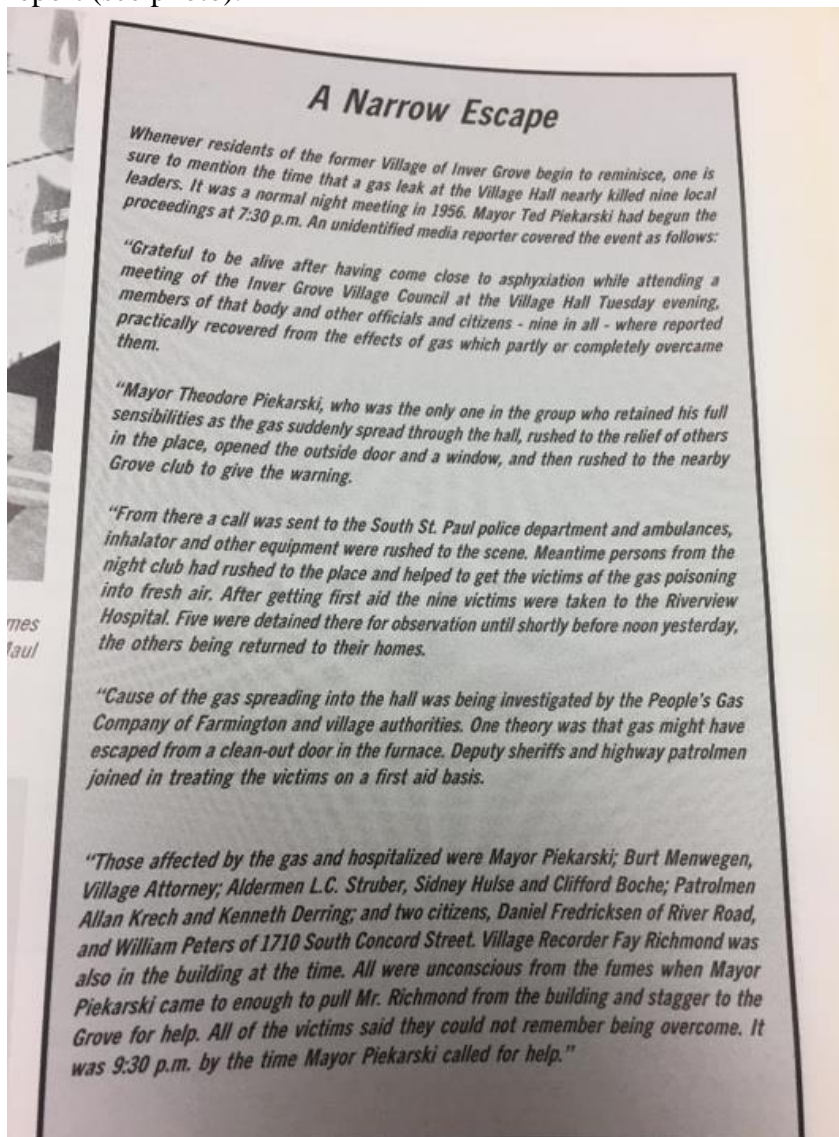 A Narrow Escape
Whenever residents of the former Village of Inver Grove begin to reminisce, one is
sure to mention the time that a gas leak at the Village Hall nearly killed nine local
leaders. It was a normal night meeting in 1956. Mayor Ted Piekarski had begun the
proceedings at 7:30 p.m. An unidentified media reporter covered the event as follows:
“Grateful to be alive after having come close to asphyxiation while attending a
meeting of the Inver Grove Village Council at the Village Hall Tuesday evening,
members of that body and other officials and citizens - nine in all - where reported
practically recovered from the effects of gas which partly or completely overcame
them.
“Mayor Theodore Piekarski, who was the only one in the group who retained his full
sensibilities as the gas suddenly spread through the hall, rushed to the relief of others
in the place, opened the outside door and a window, and then rushed to the nearby
Grove club to give the warning.
“From there a call was sent to the South St. Paul police department and ambulances,
inhalator and other equipment were rushed to the scene. Meantime persons from the
night club had rushed to the place and helped to get the victims of the gas poisoning
into fresh air. After getting first aid the nine victims were taken to the Riverview
Hospital. Five were detained there for observation until shortly before noon yesterday,
the others being returned to their homes.
“Cause of the gas spreading into the hall was being investigated by the People's Gas
Company of Farmington and village authorities. One theory was that gas might have
escaped from a clean-out door in the furnace. Deputy sheriffs and highway patrolmen
joined in treating the victims on a first aid basis.
“Those affected by the gas and hospitalized were Mayor Piekarski; Burt Menwegen,
Village Attorney; Aldermen L.C. Struber, Sidney Hulse and Clifford Boche; Patrolmen
Allan Krech and Kenneth Derring; and two citizens, Daniel Fredricksen of River Road,
and William Peters of 1710 South Concord Street. Village Recorder Fay Richmond was
also in the building at the time. All were unconscious from the fumes when Mayor
Piekarski came to enough to pull Mr. Richmond from the building and stagger to the
Grove for help. All of the victims said they could not remember being overcome. It
was 9:30 p.m. by the time Mayor Piekarski called for help.”